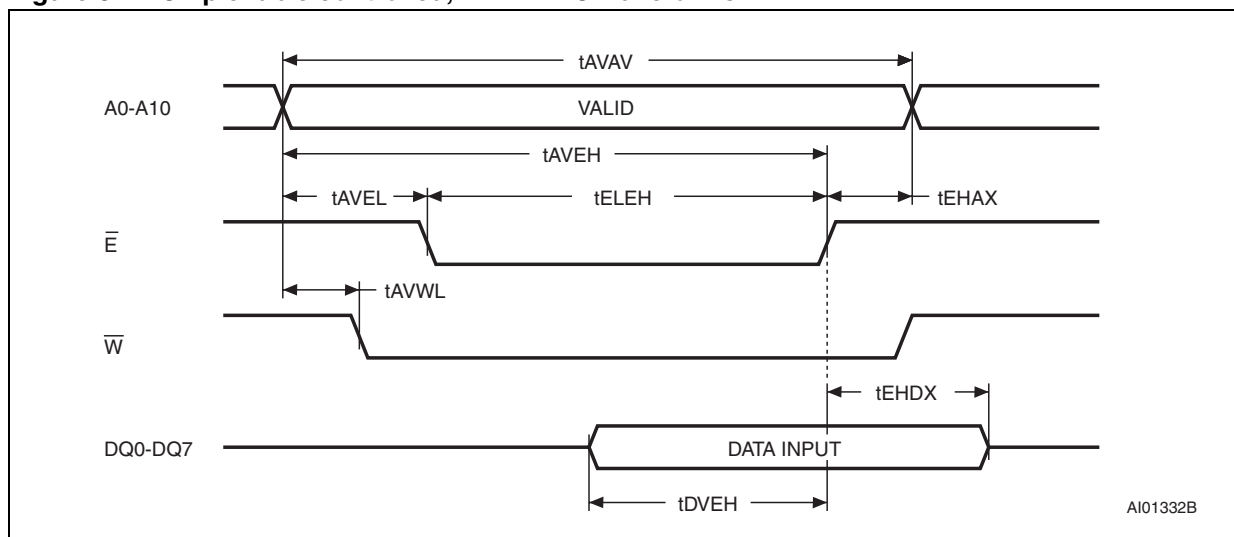 tAVAV
A0-A10
VALID
tAVEH
tAVEL
tELEH
tEHAX
E̅
tAVWL
W̅
tEHDX
DQ0-DQ7
DATA INPUT
tDVEH
AI01332B